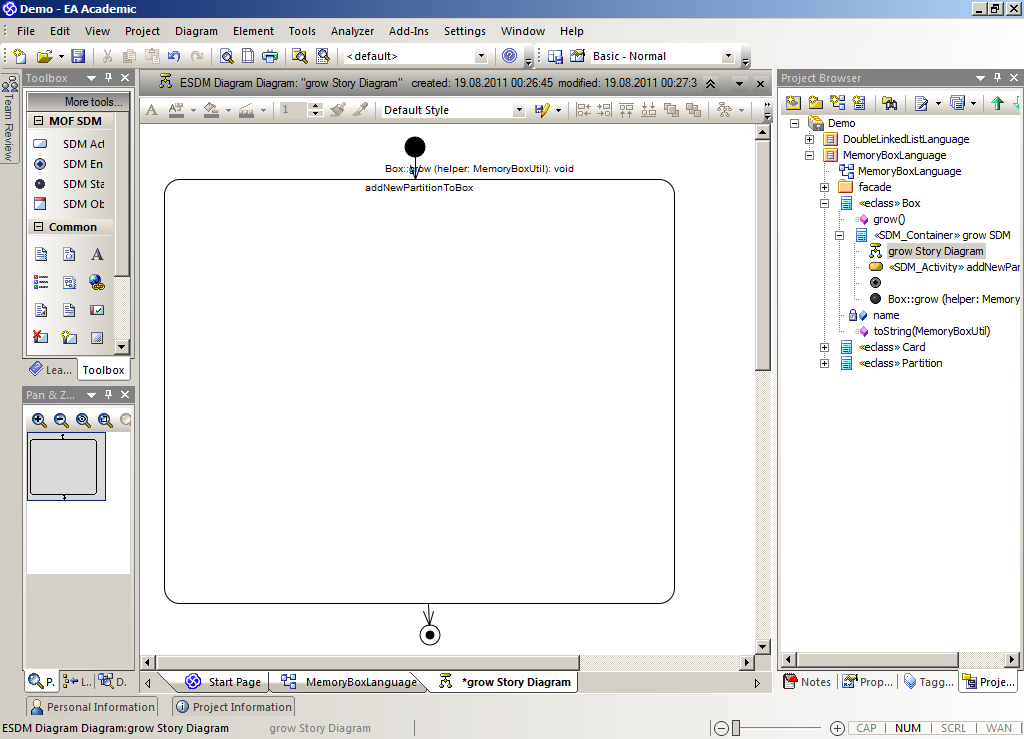 Demo - EA Academic
File Edit View Project Diagram Element Tools Analyzer Add-Ins Settings Window Help
<default> Basic - Normal
Team Review
Toolbox
More tools...
MOF SDM
SDM Act
SDM En
SDM Sta
SDM Ob
Common
A
Lea... Toolbox
Pan & Z...
P. L.. D.
ESDM Diagram Diagram: "grow Story Diagram" created: 19.08.2011 00:26:45 modified: 19.08.2011 00:27:3
A 1 Default Style
Box::grow (helper: MemoryBoxUtil): void
addNewPartitionToBox
Start Page MemoryBoxLanguage *grow Story Diagram
Project Browser
Demo
DoubleLinkedListLanguage
MemoryBoxLanguage
MemoryBoxLanguage
facade
«eclass» Box
grow()
«SDM_Container» grow SDM
grow Story Diagram
«SDM_Activity» addNewPar
Box::grow (helper: Memory
name
toString(MemoryBoxUtil)
«eclass» Card
«eclass» Partition
Notes Prop... Tagg... Proje...
Personal Information Project Information
ESDM Diagram Diagram:grow Story Diagram grow Story Diagram CAP NUM SCRL WAN